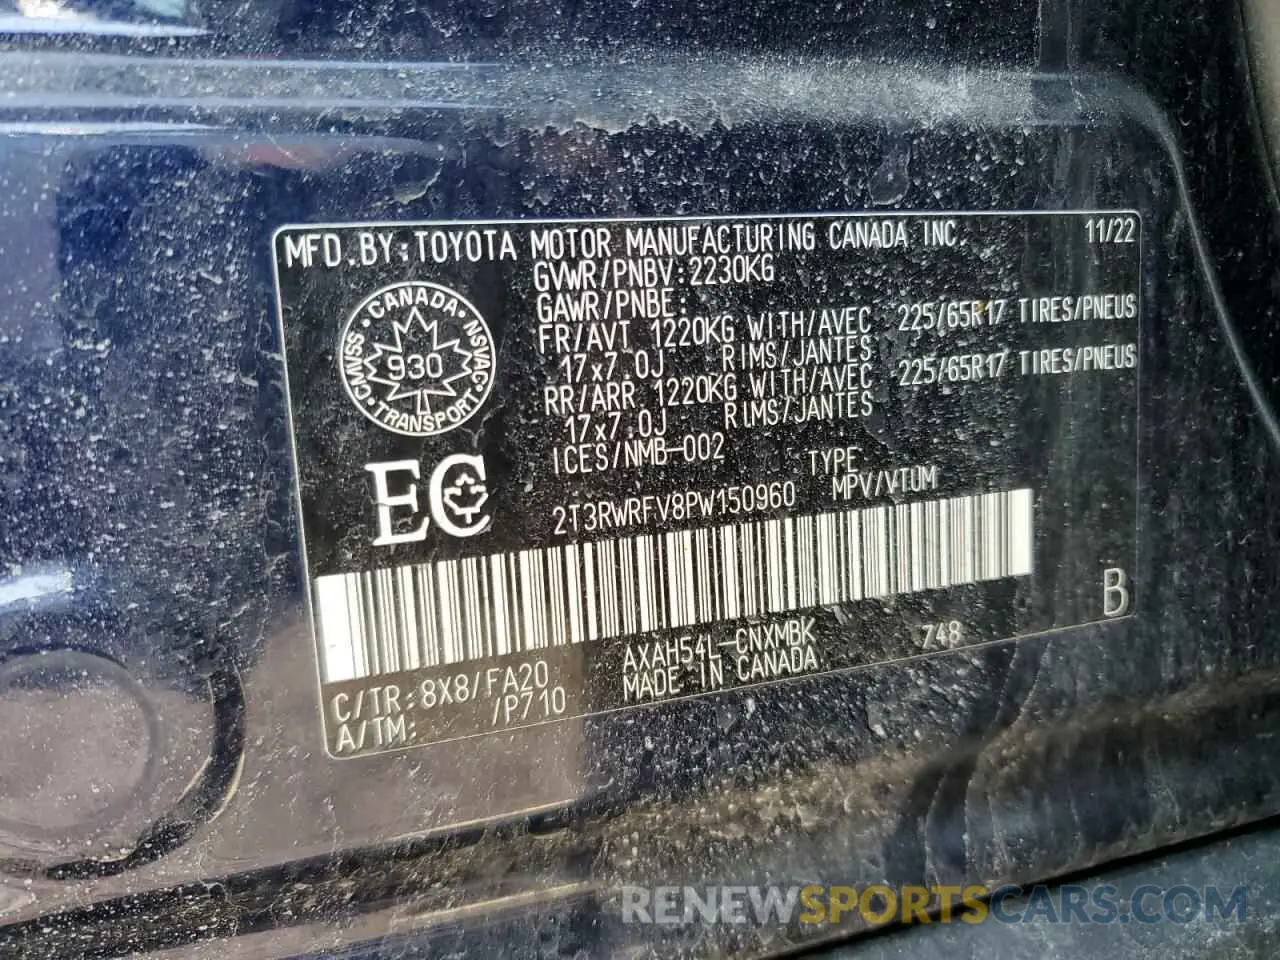 MFD.BY:TOYOTA MOTOR MANUFACTURING CANADA INC. 11/22
GVWR/PNBV:2230KG
GAWR/PNBE:
FR/AVT 1220KG WITH/AVEC 225/65R17 TIRES/PNEUS
17x7.0J RIMS/JANTES
RR/ARR 1220KG WITH/AVEC 225/65R17 TIRES/PNEUS
17x7.0J RIMS/JANTES
ICES/NMB-002
CANADA · NSVAC · TRANSPORT · CMVSS ·
930
EC
TYPE
2T3RWRFV8PW150960 MPV/VTUM
B
C/TR:8X8/FA20 AXAH54L-CNXMBK 748
A/TM: /P710 MADE IN CANADA
RENEWSPORTSCARS.COM